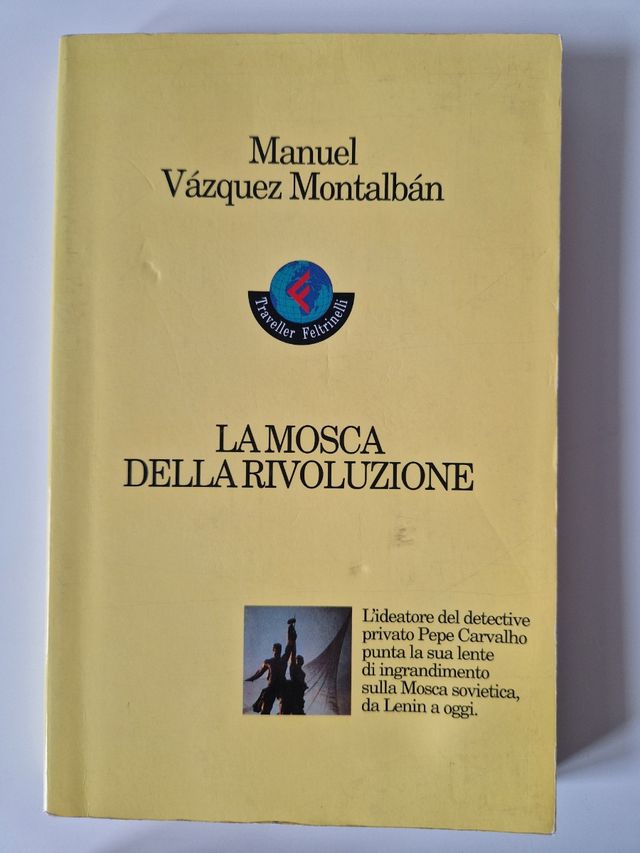 Manuel
Vázquez Montalbán
Traveller Feltrinelli
LA MOSCA
DELLA RIVOLUZIONE
L'ideatore del detective
privato Pepe Carvalho
punta la sua lente
di ingrandimento
sulla Mosca sovietica,
da Lenin a oggi.